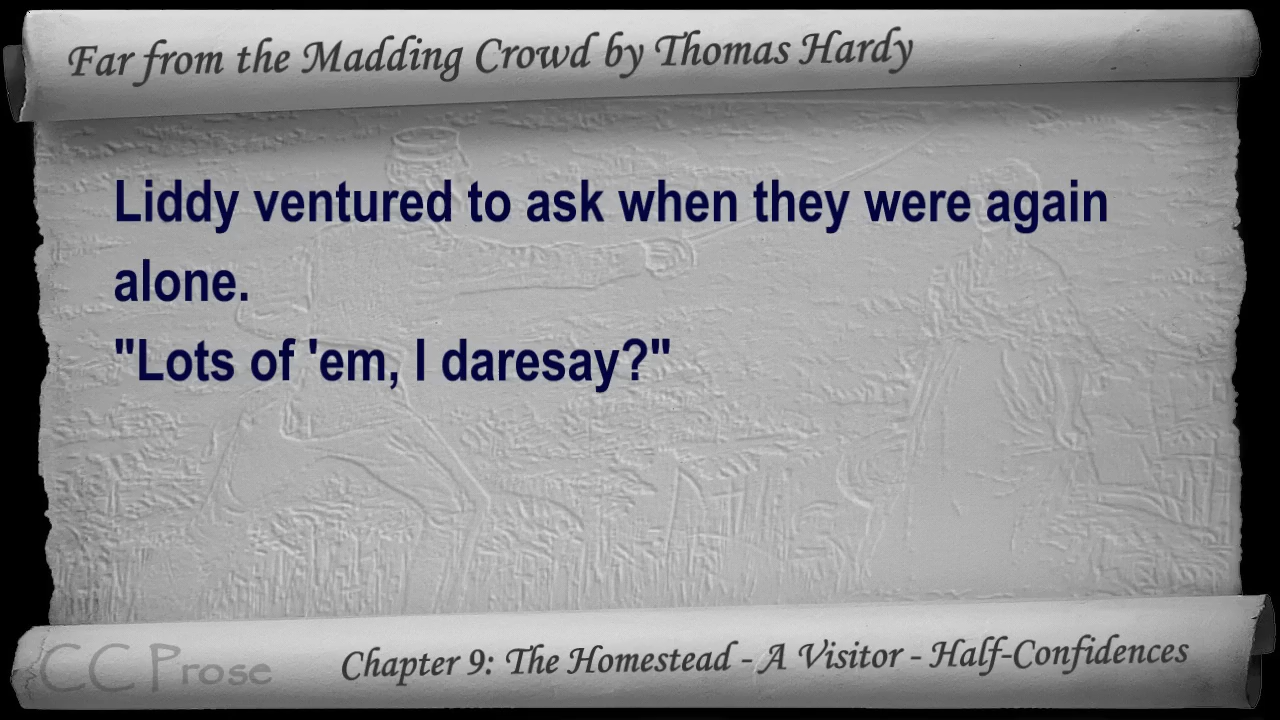 Far from the Madding Crowd by Thomas Hardy
Liddy ventured to ask when they were again
alone.
"Lots of 'em, I daresay?"
CC Prose
Chapter 9: The Homestead - A Visitor - Half-Confidences